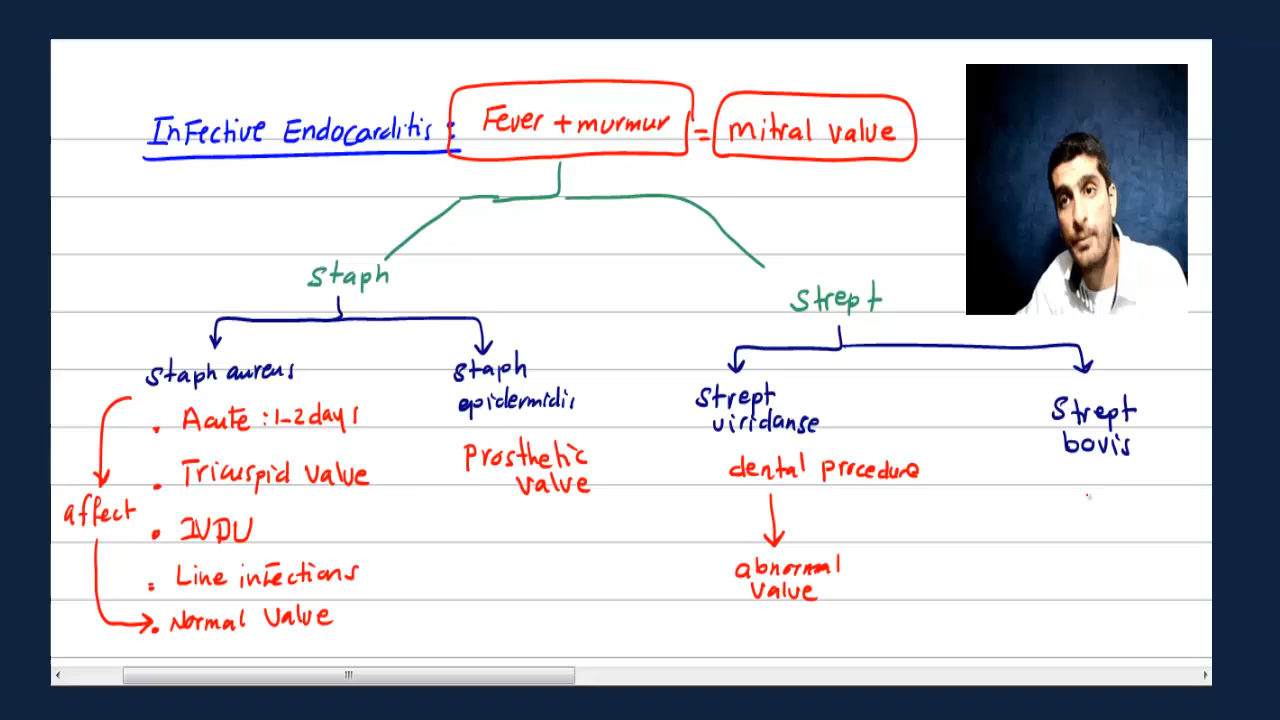 Infective Endocarditis : Fever + murmur = mitral value
Staph
Strept
Staph aureus
Staph
epidermidis
Strept
viridanse
Strept
bovis
• Acute : 1-2 days
• Tricuspid value
• IVDU
• Line infections
• Normal value
affect
Prosthetic
value
dental procedure
abnormal
value